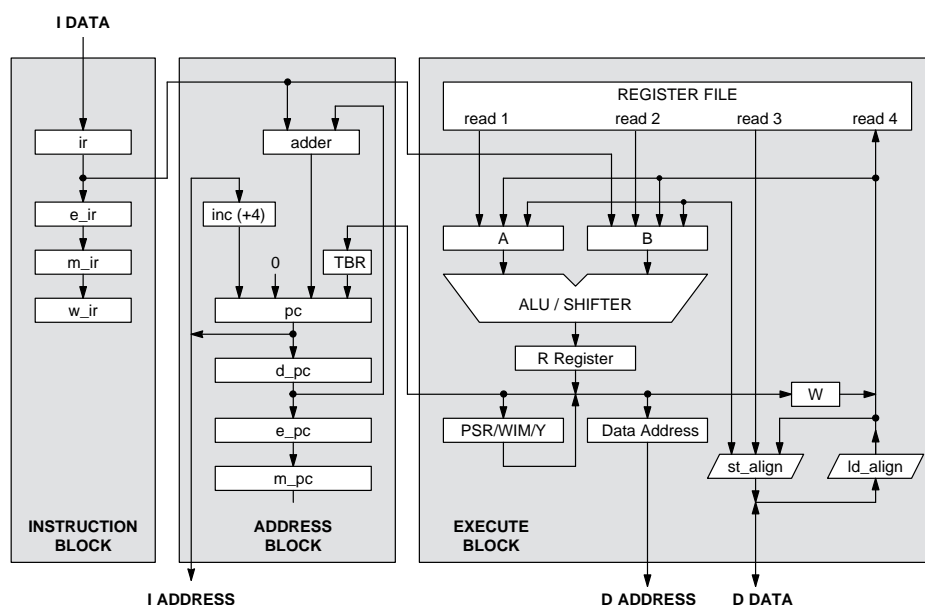 I DATA
REGISTER FILE
read 1 read 2 read 3 read 4
ir
adder
e_ir
inc (+4)
m_ir
w_ir
0
TBR
pc
d_pc
e_pc
m_pc
A
B
ALU / SHIFTER
R Register
W
PSR/WIM/Y
Data Address
st_align
ld_align
INSTRUCTION
BLOCK
ADDRESS
BLOCK
EXECUTE
BLOCK
I ADDRESS
D ADDRESS
D DATA